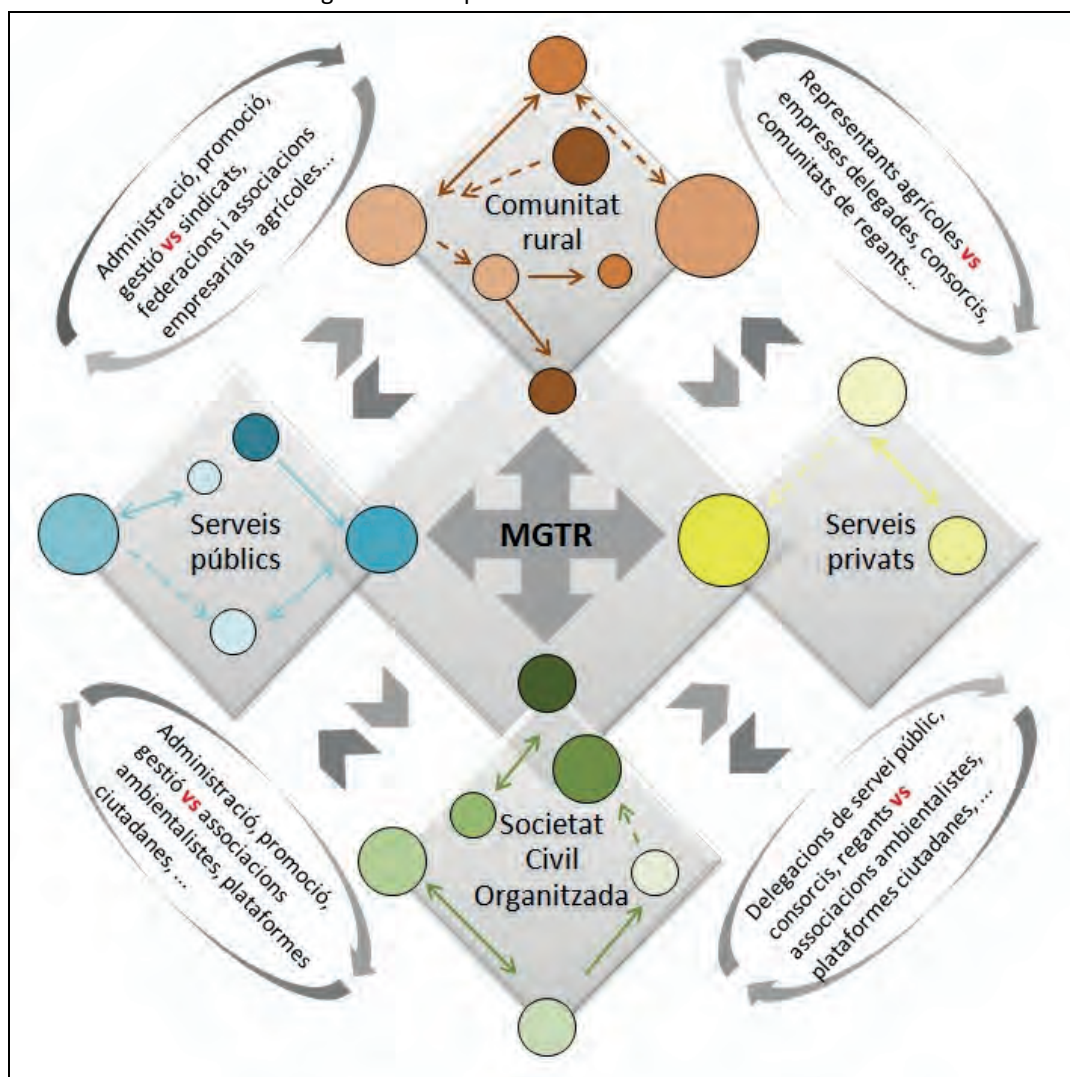 Administració, promoció,
gestió vs sindicats,
federacions i associacions
empresarials agrícoles...
Representants agrícoles vs
empreses delegades, consorcis,
comunitats de regants...
Comunitat
rural
Serveis
públics
MGTR
Serveis
privats
Societat
Civil
Organitzada
Administració, promoció,
gestió vs associacions
ambientalistes, plataformes
ciutadanes, ...
Delegacions de servei públic,
consorcis, regants vs
associacions ambientalistes,
plataformes ciutadanes, ...